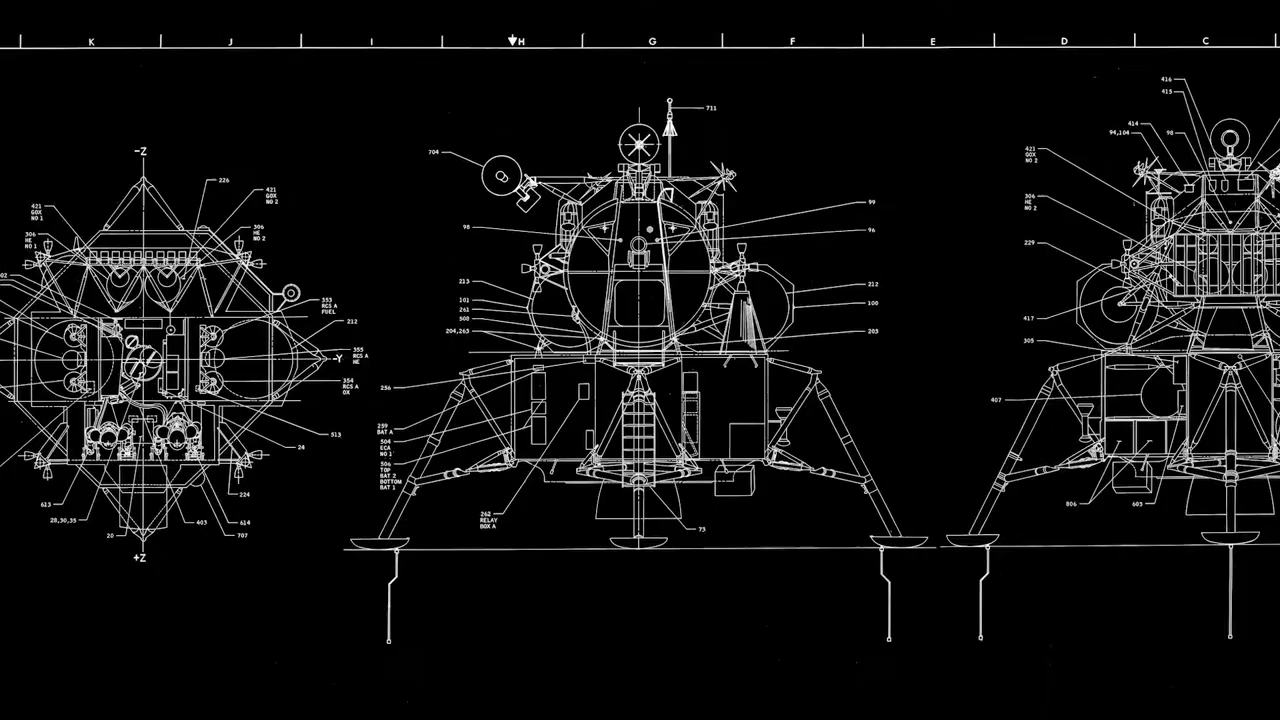 K J I H G F E D C
-Z
226
421
GOX
NO 2
421
GOX
NO 1
306
HE
NO 2
306
HE
NO 1
02
353
RCS A
FUEL
212
-Y
355
RCS A
HE
354
RCS A
OX
513
24
224
613
28,30,35
20
403
614
707
+Z
711
704
99
98
96
213
101
261
508
204,263
212
100
203
256
259
BAT A
504
ECA
NO 1
506
TOP
BAT 2
BOTTOM
BAT 1
262
RELAY
BOX A
73
416
415
414
94,104
98
421
GOX
NO 2
306
HE
NO 2
229
417
305
407
806
603